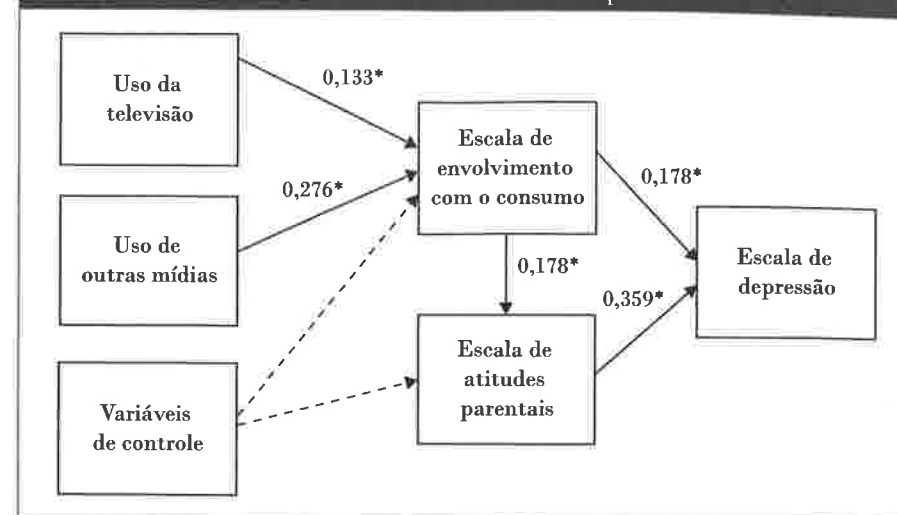 Uso da
televisão
0,133*
Escala de
envolvimento
com o consumo
0,276*
Uso de
outras mídias
0,178*
0,178*
Escala de
depressão
0,359*
Escala de
atitudes
parentais
Variáveis
de controle